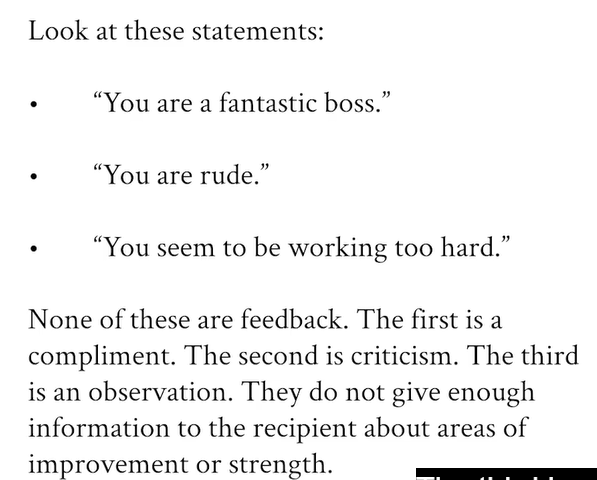 Look at these statements:
• “You are a fantastic boss.”
• “You are rude.”
• “You seem to be working too hard.”
None of these are feedback. The first is a
compliment. The second is criticism. The third
is an observation. They do not give enough
information to the recipient about areas of
improvement or strength.